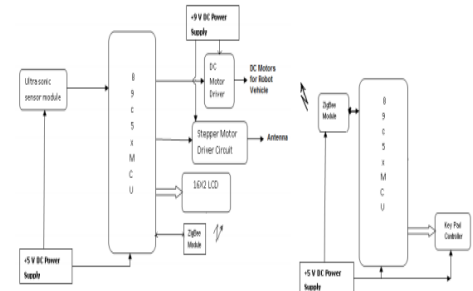 +9 V DC Power
Supply
Ultrasonic
sensor module
8
9
c
5
x
M
C
U
DC
Motor
Driver
DC Motors
for Robot
Vehicle
Stepper Motor
Driver Circuit
Antenna
16X2 LCD
ZigBee
Module
+5 V DC Power
Supply
ZigBee
Module
8
9
c
5
x
M
C
U
Key Pad
Controller
+5 V DC Power
Supply